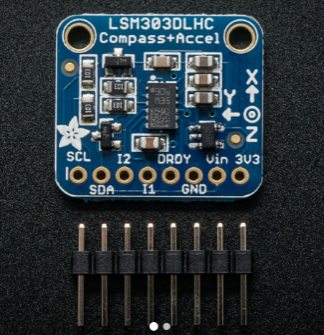 LSM303DLHC
Compass+Accel
X
Y
Z
SCL I2 DRDY Vin 3V3
SDA I1 GND